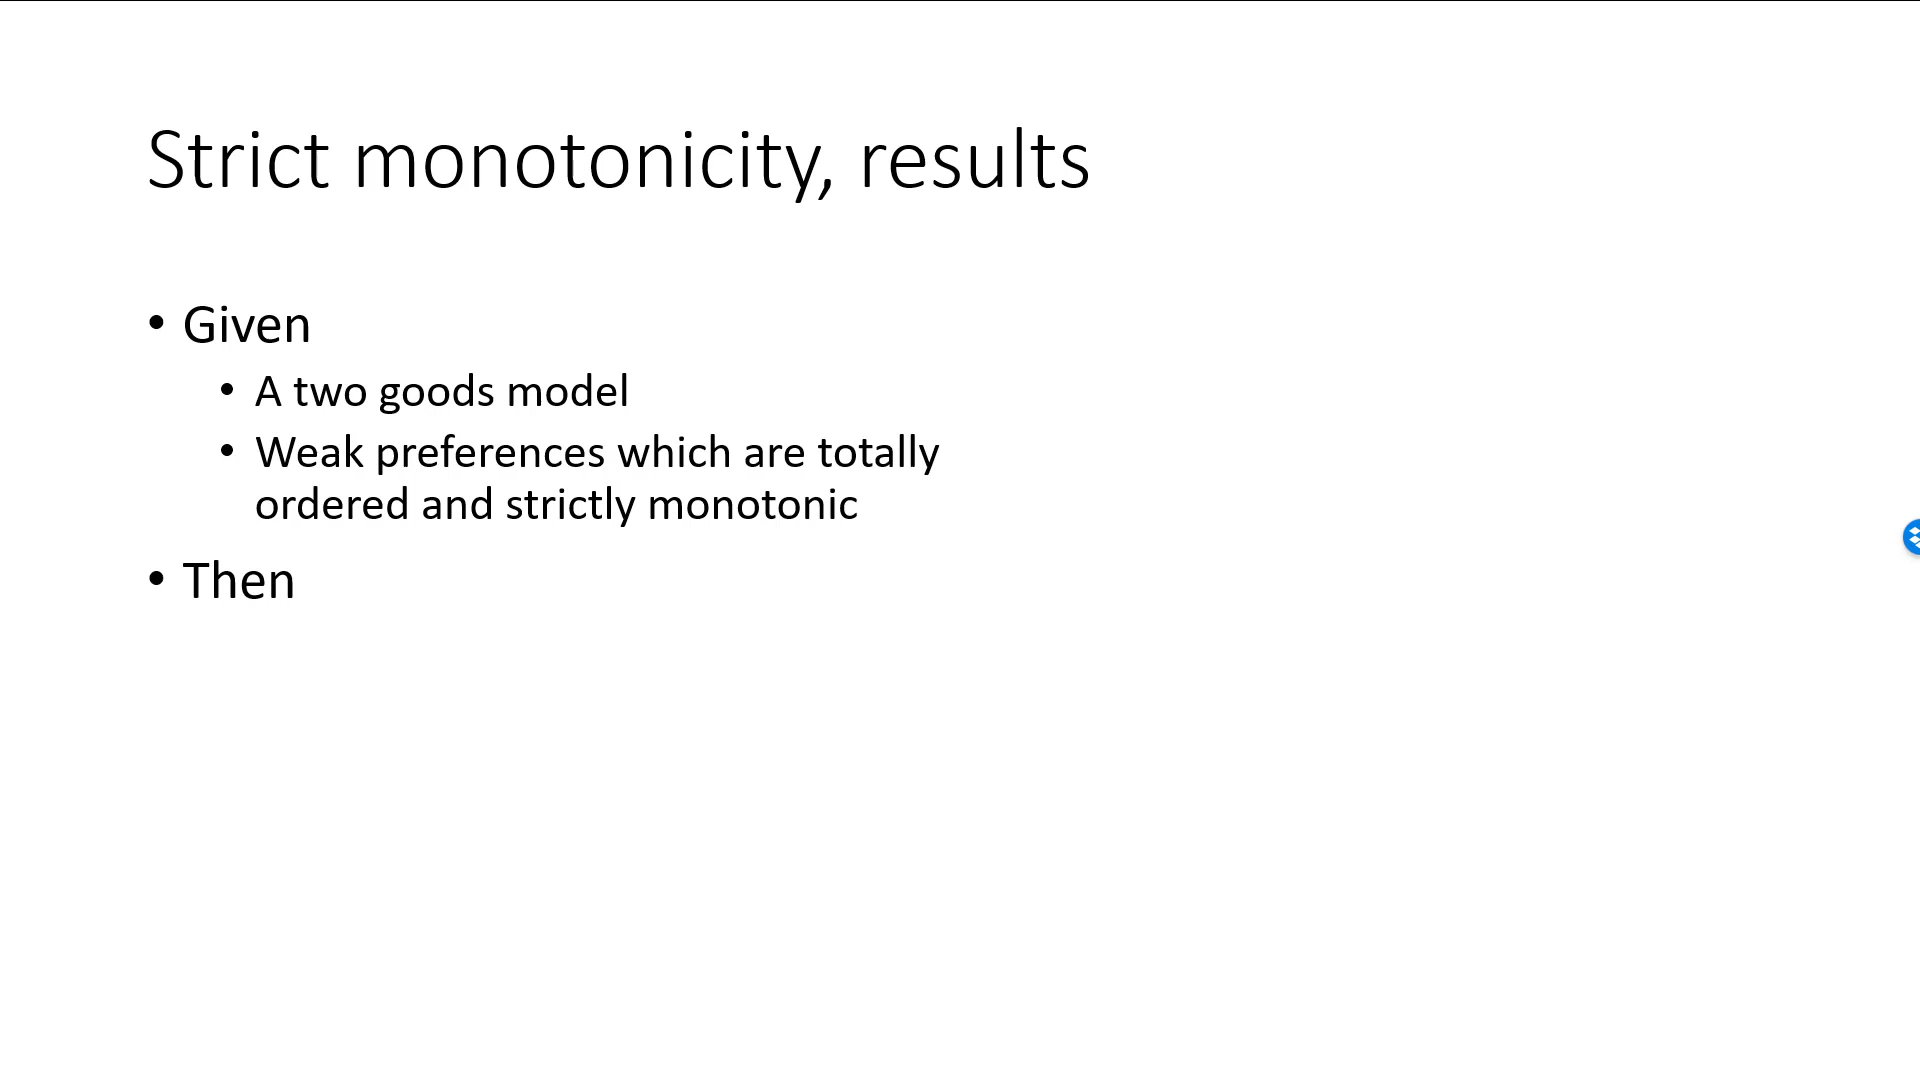 Strict monotonicity, results
• Given
• A two goods model
• Weak preferences which are totally
ordered and strictly monotonic
• Then